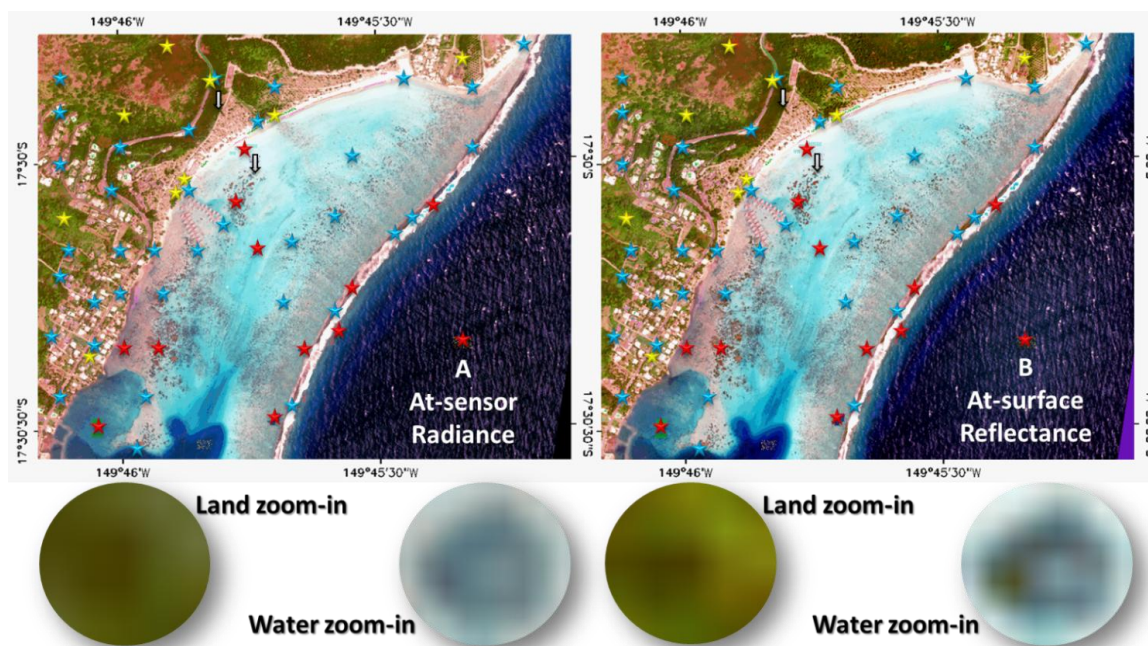 149°46'W
149°45'30"W
149°46'W
149°45'30"W
17°30'S
17°30'S
A
At-sensor
Radiance
B
At-surface
Reflectance
17°30'30"S
17°30'30"S
149°46'W
149°45'30"W
149°46'W
149°45'30"W
Land zoom-in
Land zoom-in
Water zoom-in
Water zoom-in